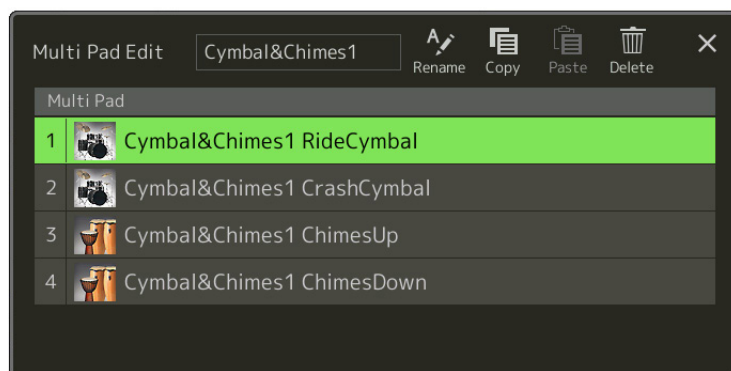 Multi Pad Edit Cymbal&Chimes1 Rename Copy Paste Delete
Multi Pad
1 Cymbal&Chimes1 RideCymbal
2 Cymbal&Chimes1 CrashCymbal
3 Cymbal&Chimes1 ChimesUp
4 Cymbal&Chimes1 ChimesDown